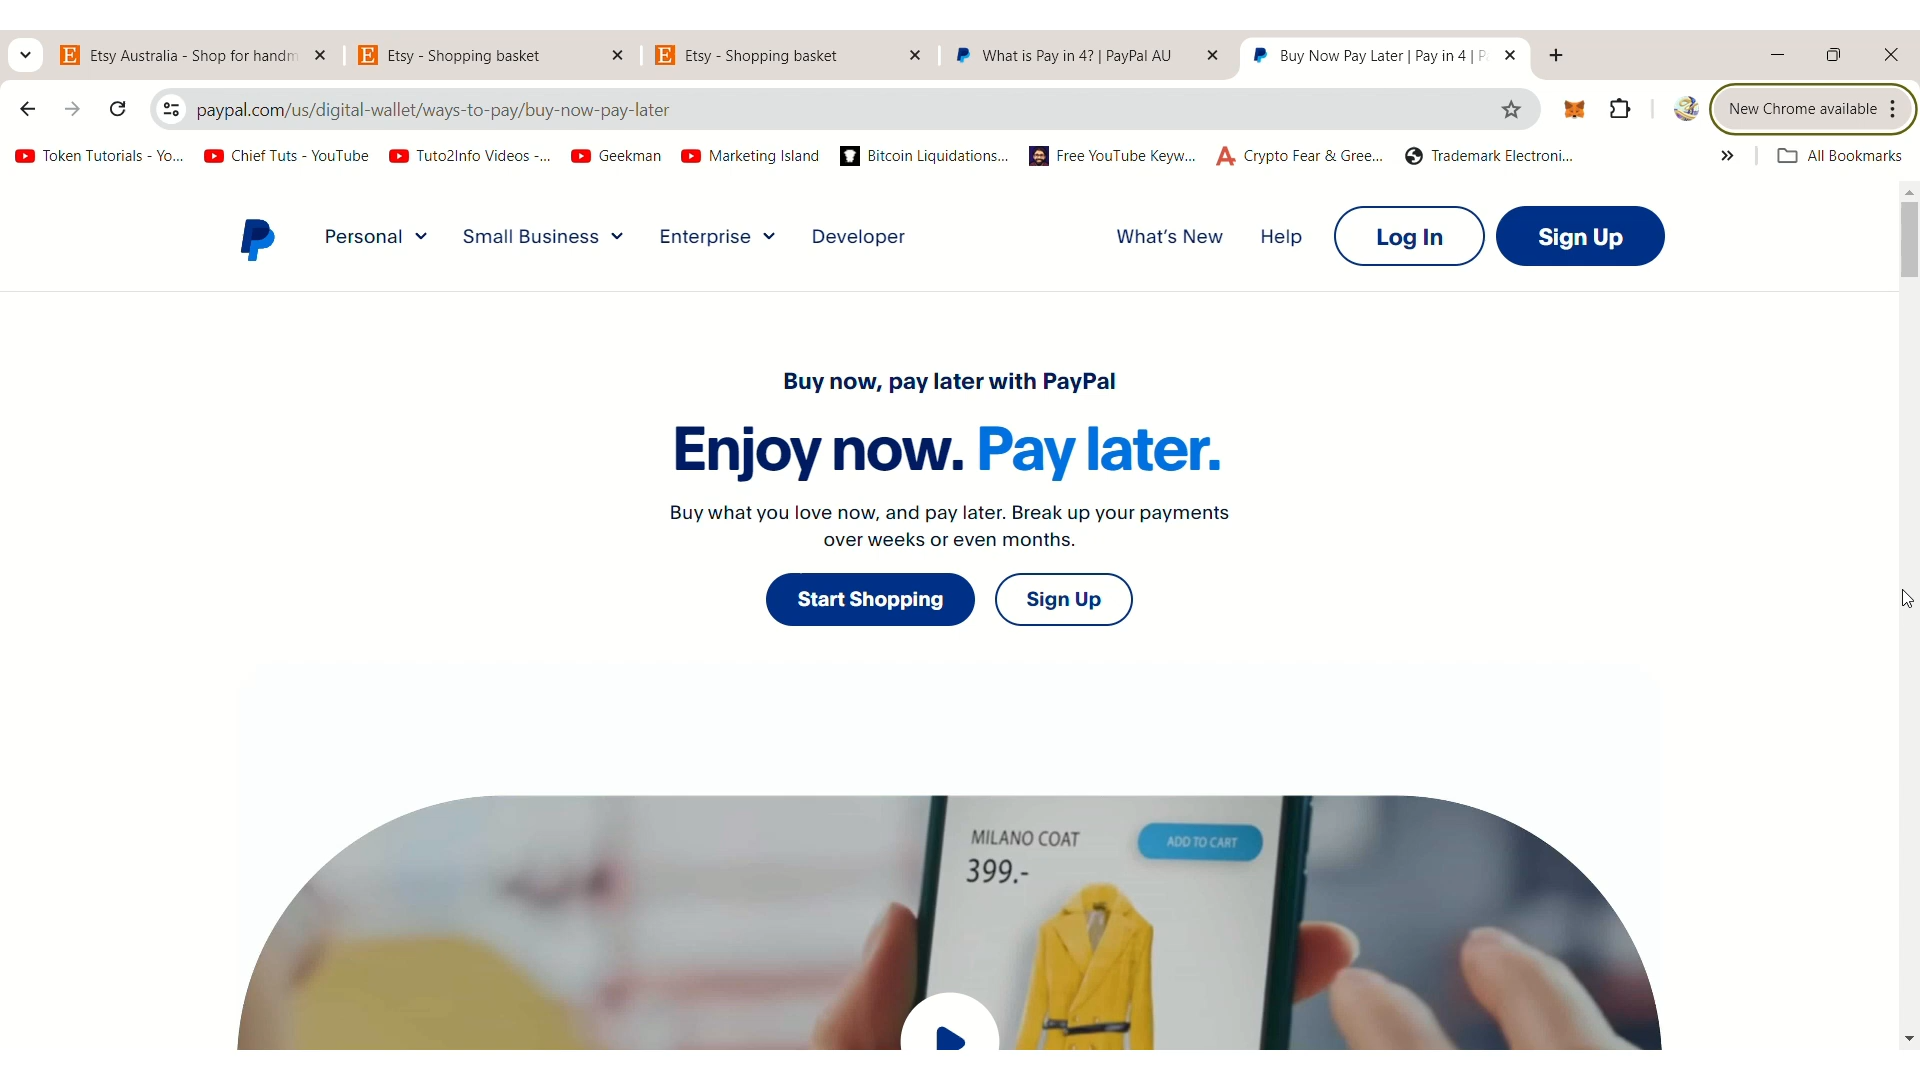 Etsy Australia - Shop for handm
Etsy - Shopping basket
Etsy - Shopping basket
What is Pay in 4? | PayPal AU
Buy Now Pay Later | Pay in 4 | P
paypal.com/us/digital-wallet/ways-to-pay/buy-now-pay-later
New Chrome available
Token Tutorials - Yo...
Chief Tuts - YouTube
Tuto2Info Videos -...
Geekman
Marketing Island
Bitcoin Liquidations...
Free YouTube Keyw...
Crypto Fear & Gree...
Trademark Electroni...
All Bookmarks
Personal
Small Business
Enterprise
Developer
What's New
Help
Log In
Sign Up
Buy now, pay later with PayPal
Enjoy now. Pay later.
Buy what you love now, and pay later. Break up your payments
over weeks or even months.
Start Shopping
Sign Up
MILANO COAT
ADD TO CART
399.-